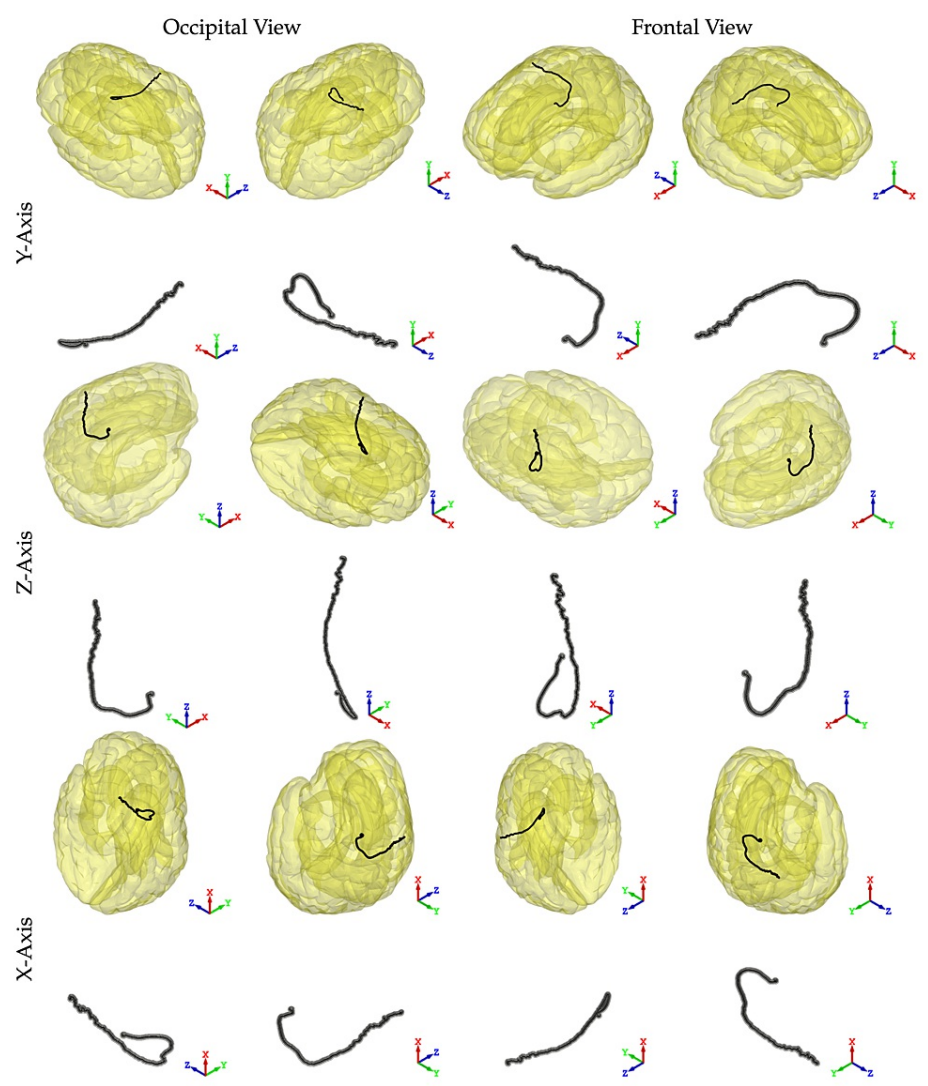 Occipital View Frontal View
Y-Axis
X Y Z
Y X Z
Z Y X
Y Z X
X Y Z
Y X Z
Z Y X
Y Z X
Z-Axis
Y Z X
Z Y X
X Z Y
Z X Y
Y Z X
Z Y X
X Z Y
Z X Y
X-Axis
Z X Y
X Z Y
Y X Z
X Y Z
Z X Y
X Z Y
Y X Z
X Y Z